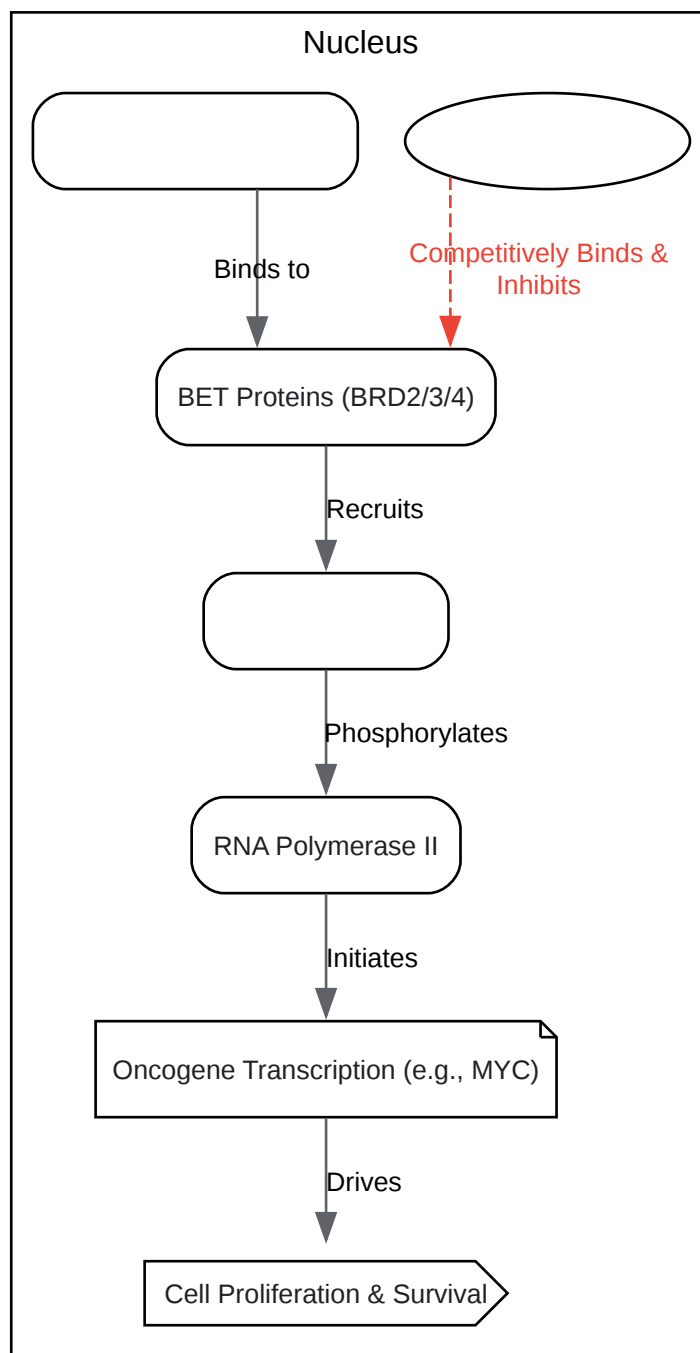 Nucleus
Binds to
Competitively Binds &
Inhibits
BET Proteins (BRD2/3/4)
Recruits
Phosphorylates
RNA Polymerase II
Initiates
Oncogene Transcription (e.g., MYC)
Drives
Cell Proliferation & Survival